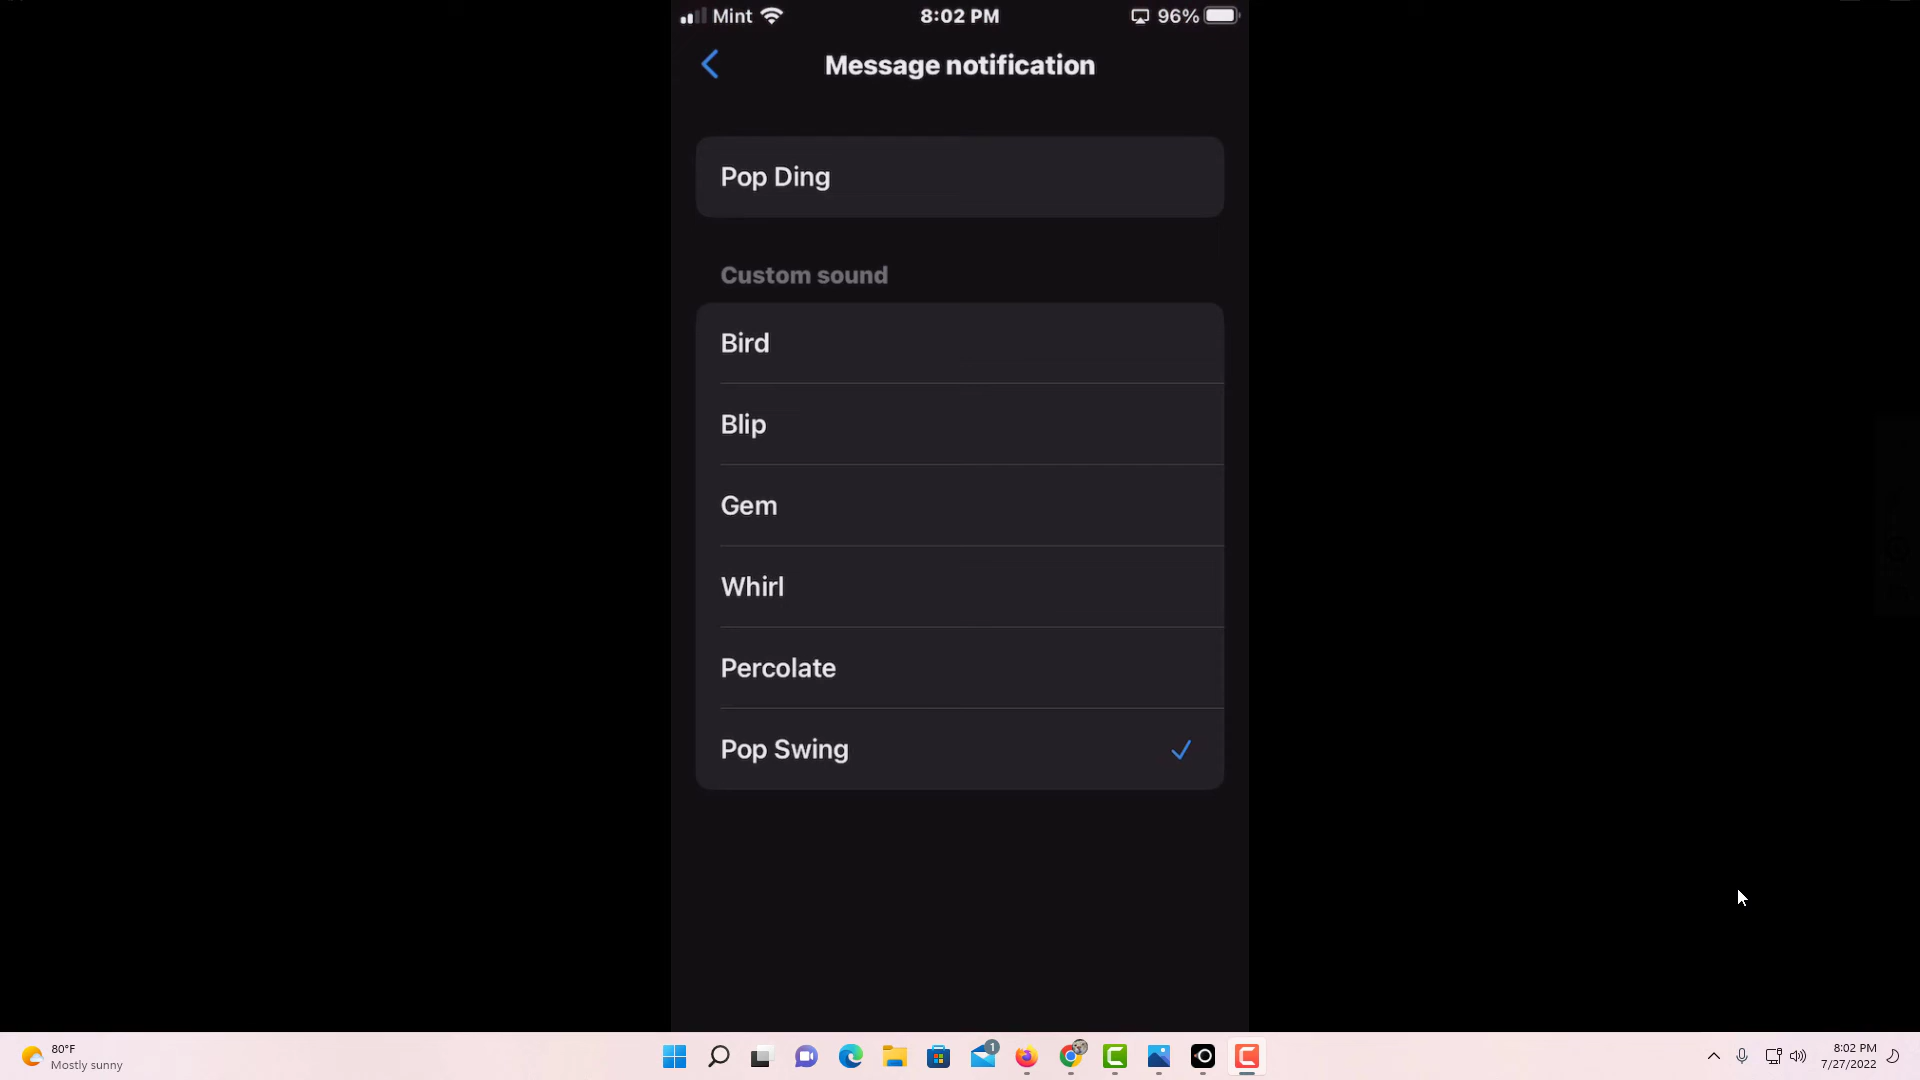 Mint
8:02 PM
96%
Message notification
Pop Ding
Custom sound
Bird
Blip
Gem
Whirl
Percolate
Pop Swing
80°F
Mostly sunny
1
8:02 PM
7/27/2022